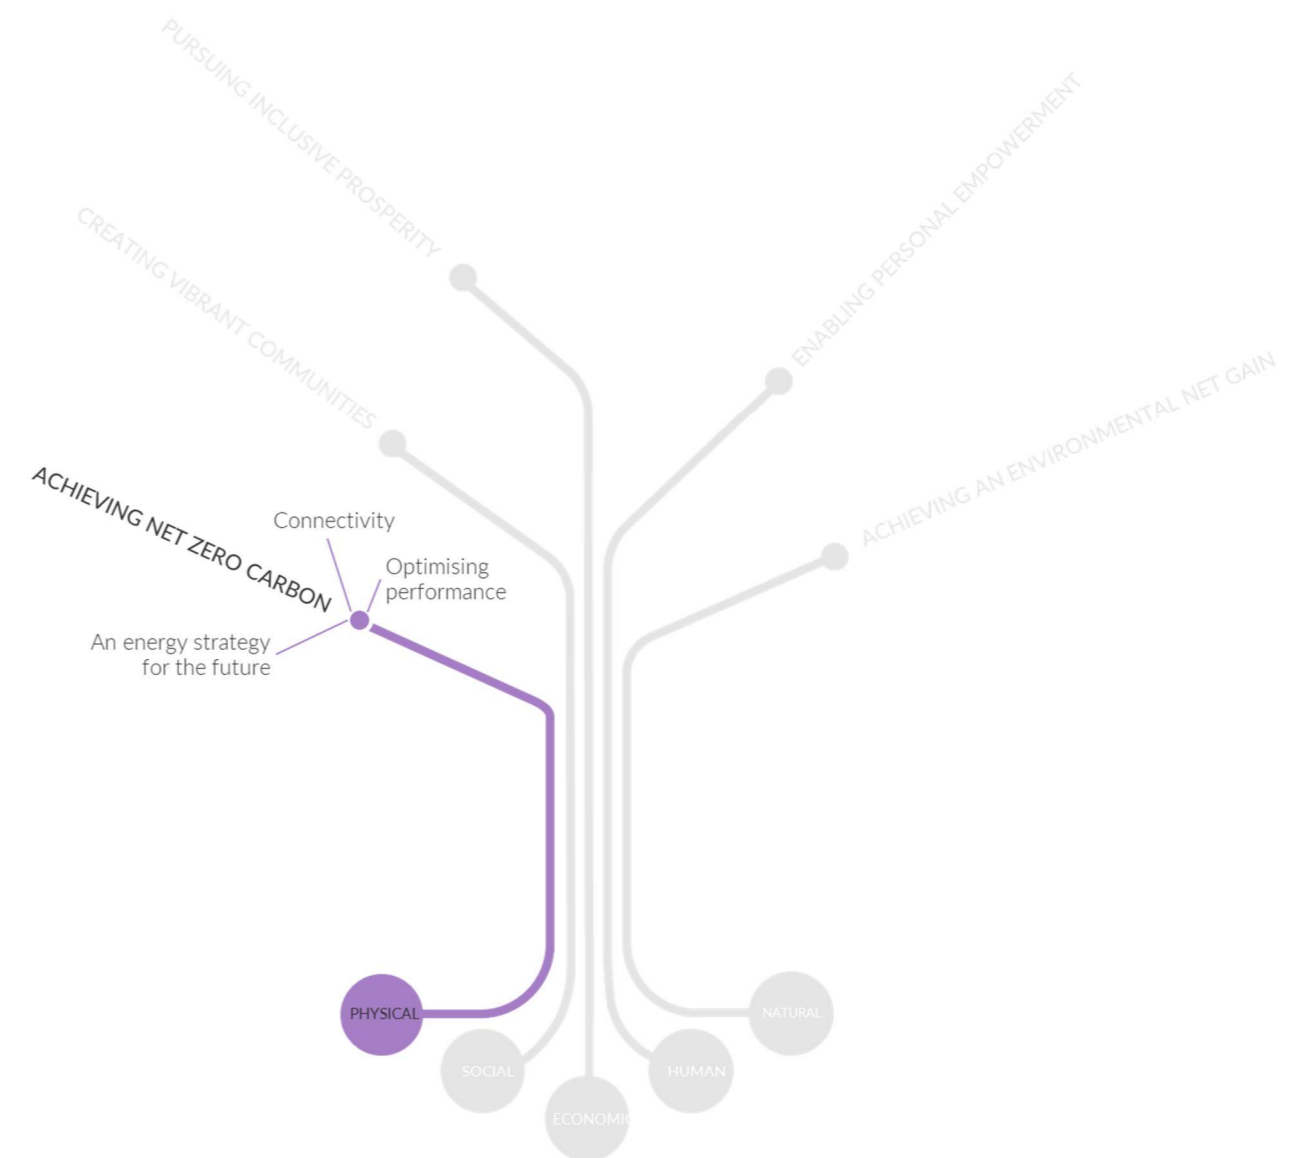 PURSUING INCLUSIVE PROSPERITY
ENABLING PERSONAL EMPOWERMENT
CREATING VIBRANT COMMUNITIES
ACHIEVING AN ENVIRONMENTAL NET GAIN
ACHIEVING NET ZERO CARBON
Connectivity
Optimising
performance
An energy strategy
for the future
PHYSICAL
SOCIAL
ECONOMIC
HUMAN
NATURAL